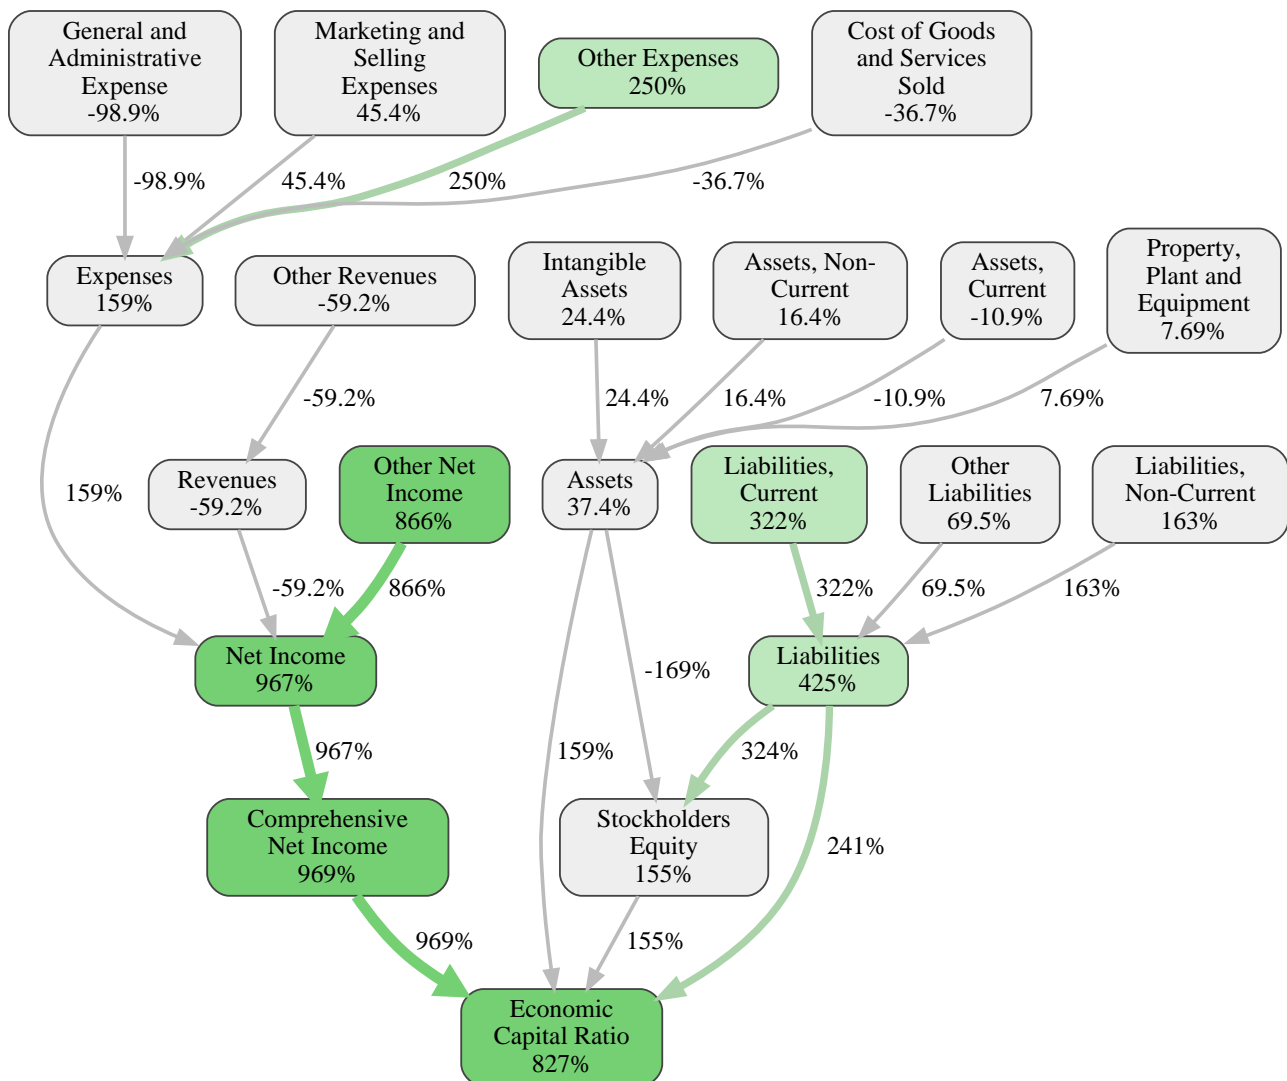 General and
Administrative
Expense
-98.9%
Marketing and
Selling
Expenses
45.4%
Other Expenses
250%
Cost of Goods
and Services
Sold
-36.7%
-98.9%
45.4%
250%
-36.7%
Expenses
159%
Other Revenues
-59.2%
Intangible
Assets
24.4%
Assets, Non-
Current
16.4%
Assets,
Current
-10.9%
Property,
Plant and
Equipment
7.69%
-59.2%
24.4%
16.4%
-10.9%
7.69%
159%
Revenues
-59.2%
Other Net
Income
866%
Assets
37.4%
Liabilities,
Current
322%
Other
Liabilities
69.5%
Liabilities,
Non-Current
163%
-59.2%
866%
322%
69.5%
163%
Net Income
967%
-169%
Liabilities
425%
967%
159%
324%
Comprehensive
Net Income
969%
Stockholders
Equity
155%
241%
969%
155%
Economic
Capital Ratio
827%